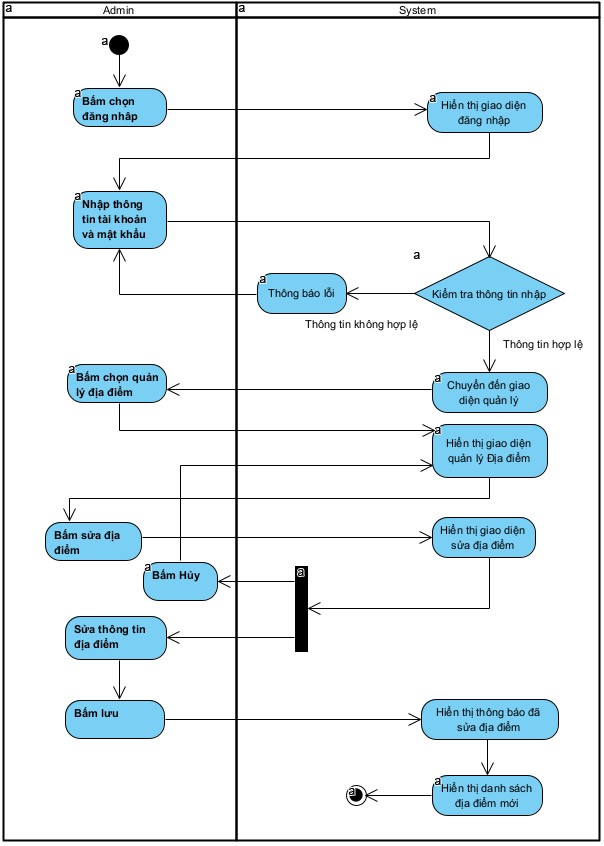 a
Admin
a
System
a
a
Bấm chọn
đăng nhâp
a
Hiển thị giao diện
đăng nhập
a
Nhập thông
tin tài khoản
và mật khẩu
a
Kiểm tra thông tin nhập
a
Thông báo lỗi
Thông tin không hợp lệ
Thông tin hợp lệ
a
Bấm chọn quản
lý địa điểm
a
Chuyển đến giao
diện quản lý
a
Hiển thị giao diện
quản lý Địa điểm
Bấm sửa địa
điểm
Hiển thị giao diện
sửa địa điểm
a
Bấm Hủy
a
Sửa thông tin
địa điểm
Bấm lưu
Hiển thị thông báo đã
sửa địa điểm
a
a
Hiển thị danh sách
địa điểm mới